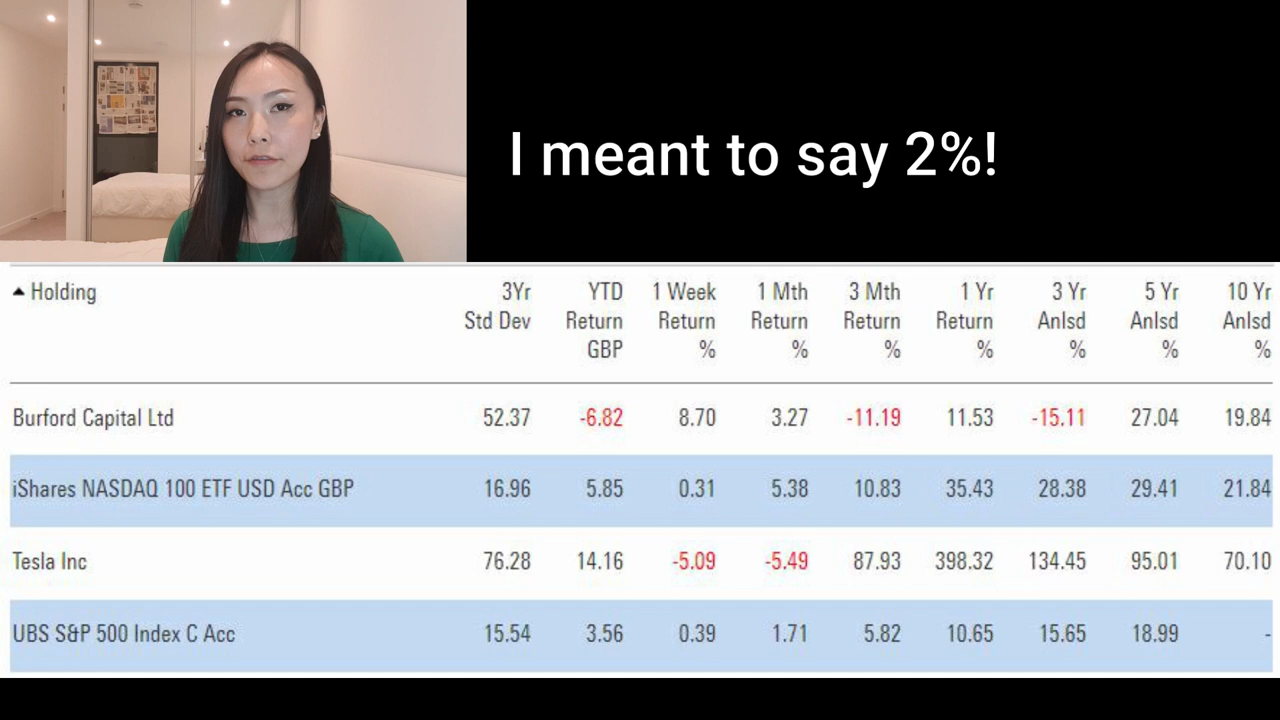 I meant to say 2%!
▲ Holding 3Yr Std Dev YTD Return GBP 1 Week Return % 1 Mth Return % 3 Mth Return % 1 Yr Return % 3 Yr Anlsd % 5 Yr Anlsd % 10 Yr Anlsd %
Burford Capital Ltd 52.37 -6.82 8.70 3.27 -11.19 11.53 -15.11 27.04 19.84
iShares NASDAQ 100 ETF USD Acc GBP 16.96 5.85 0.31 5.38 10.83 35.43 28.38 29.41 21.84
Tesla Inc 76.28 14.16 -5.09 -5.49 87.93 398.32 134.45 95.01 70.10
UBS S&P 500 Index C Acc 15.54 3.56 0.39 1.71 5.82 10.65 15.65 18.99 -